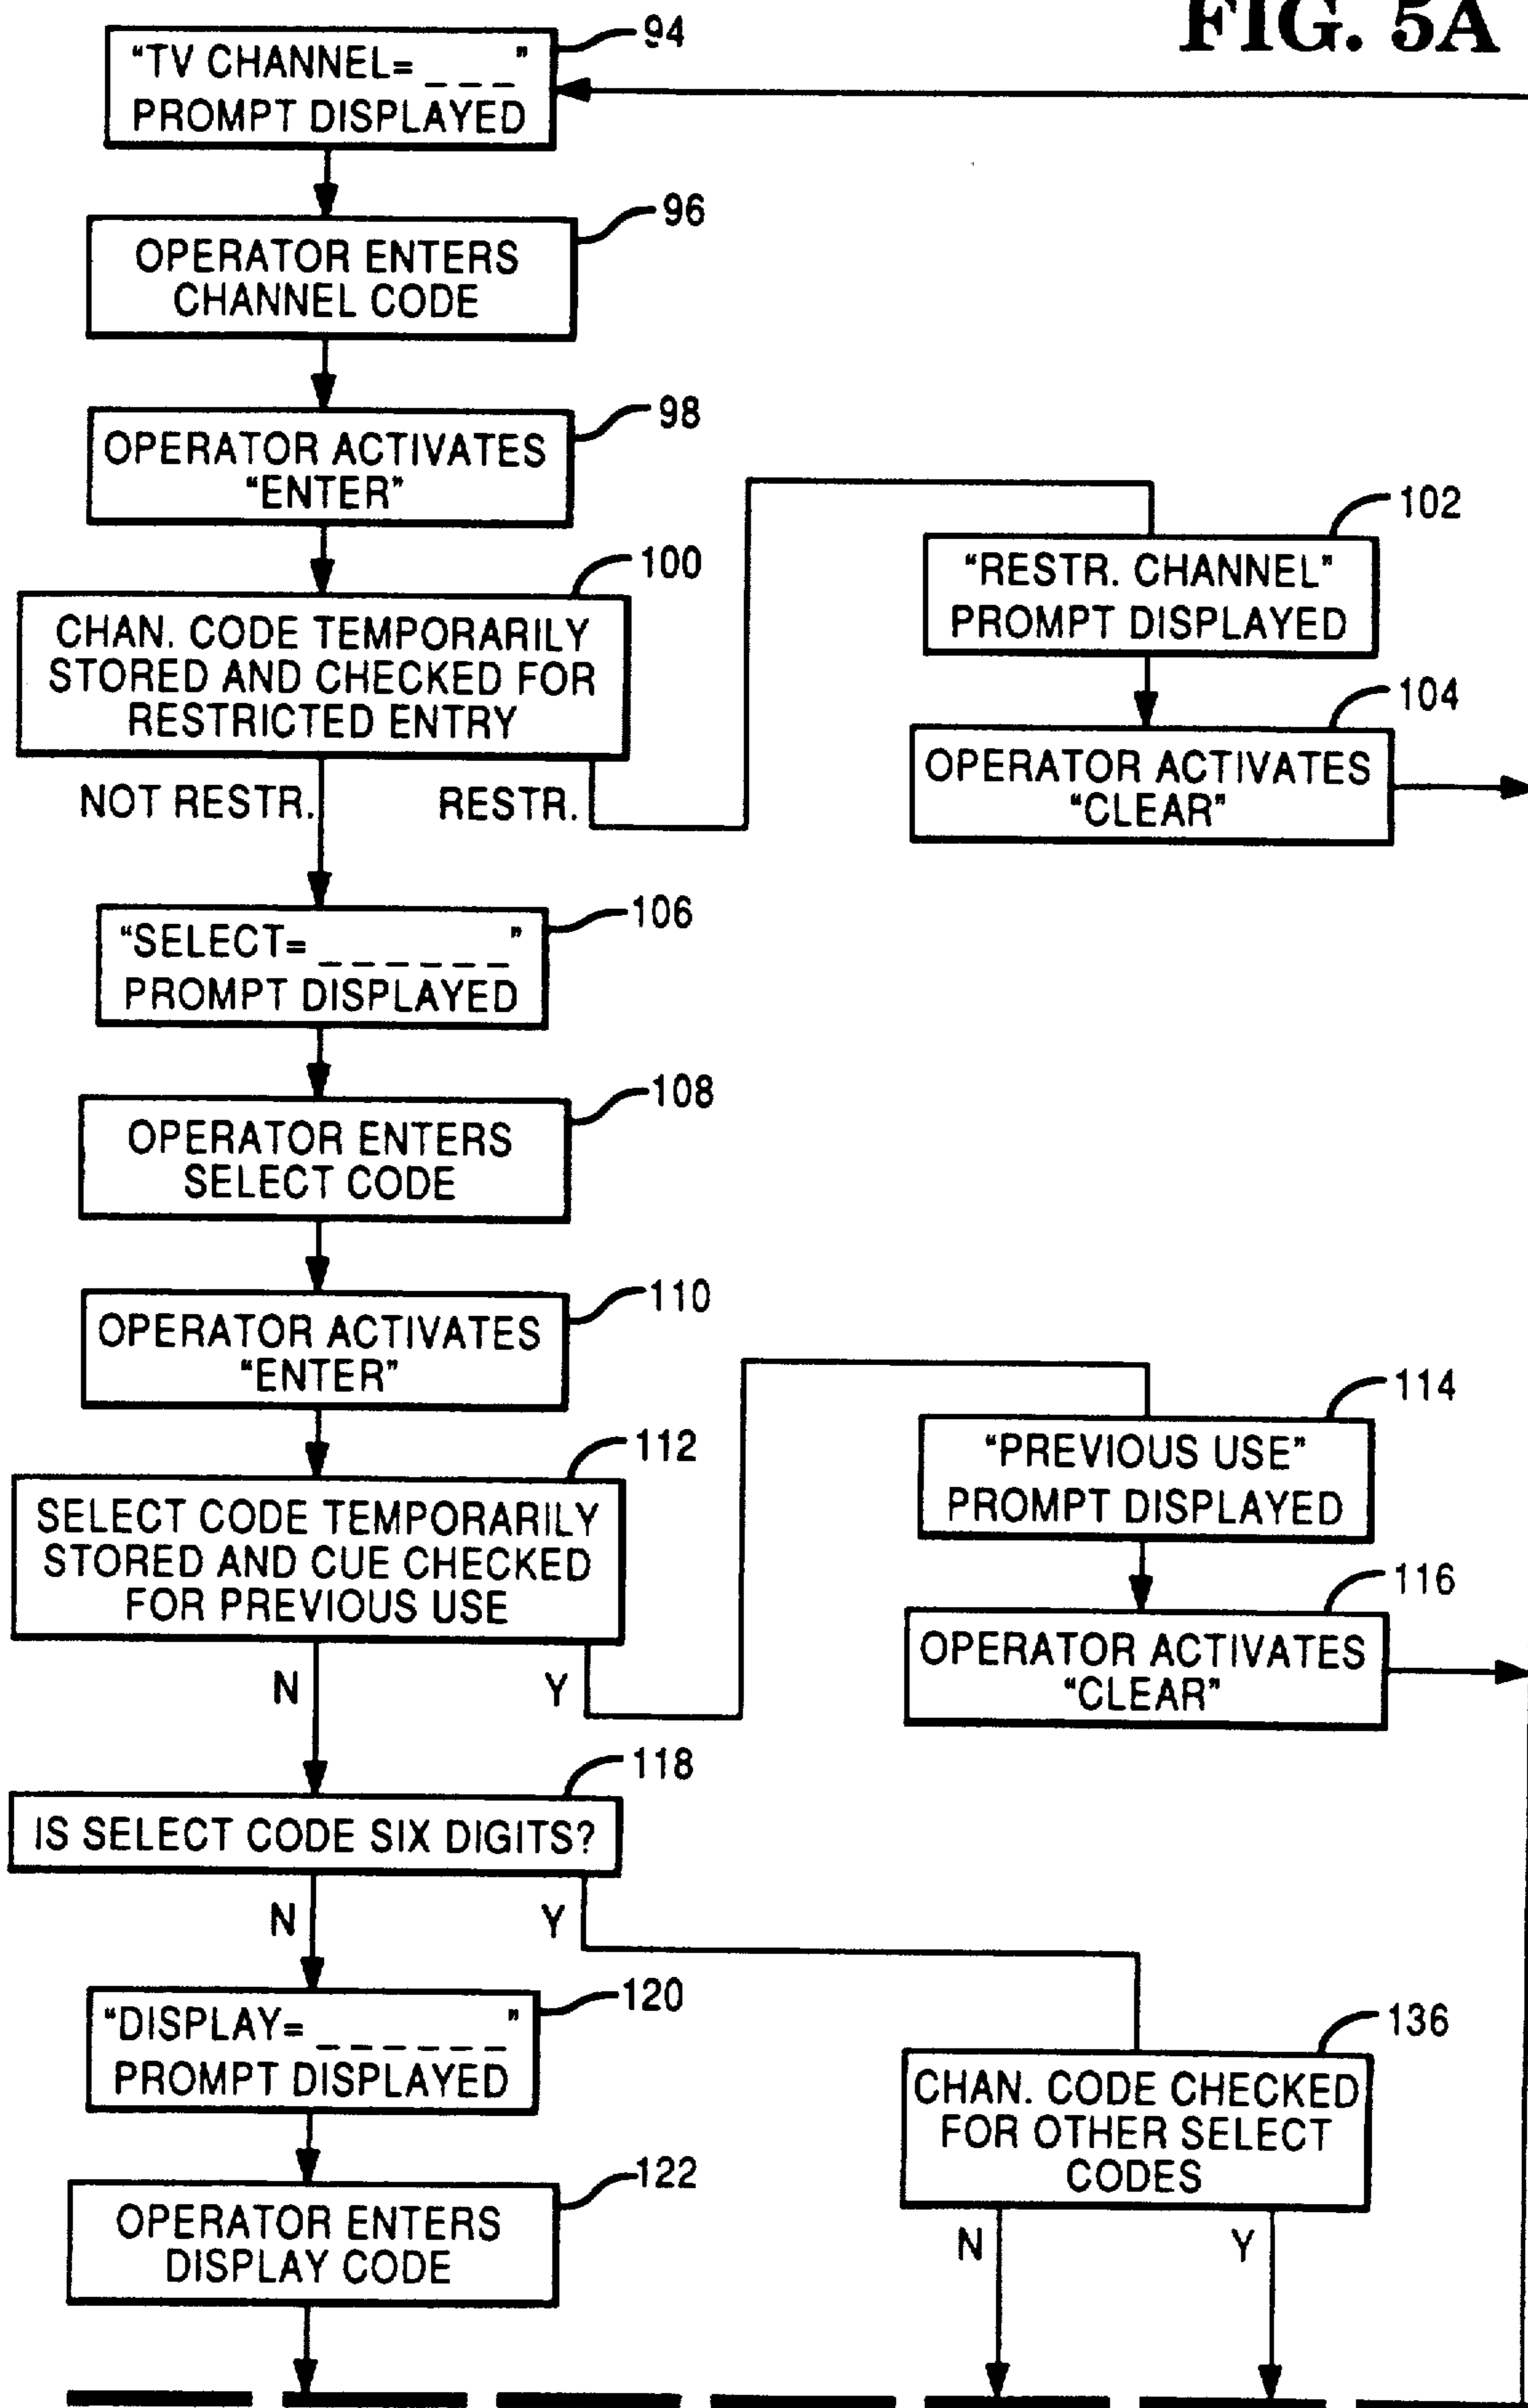 FIG. 5A
94
"TV CHANNEL= _ _ _"
PROMPT DISPLAYED
96
OPERATOR ENTERS
CHANNEL CODE
98
OPERATOR ACTIVATES
"ENTER"
100
CHAN. CODE TEMPORARILY
STORED AND CHECKED FOR
RESTRICTED ENTRY
NOT RESTR.
RESTR.
102
"RESTR. CHANNEL"
PROMPT DISPLAYED
104
OPERATOR ACTIVATES
"CLEAR"
106
"SELECT= _ _ _ _ _ _"
PROMPT DISPLAYED
108
OPERATOR ENTERS
SELECT CODE
110
OPERATOR ACTIVATES
"ENTER"
112
SELECT CODE TEMPORARILY
STORED AND CUE CHECKED
FOR PREVIOUS USE
N
Y
114
"PREVIOUS USE"
PROMPT DISPLAYED
116
OPERATOR ACTIVATES
"CLEAR"
118
IS SELECT CODE SIX DIGITS?
N
Y
120
"DISPLAY= _ _ _ _ _ _"
PROMPT DISPLAYED
122
OPERATOR ENTERS
DISPLAY CODE
136
CHAN. CODE CHECKED
FOR OTHER SELECT
CODES
N
Y